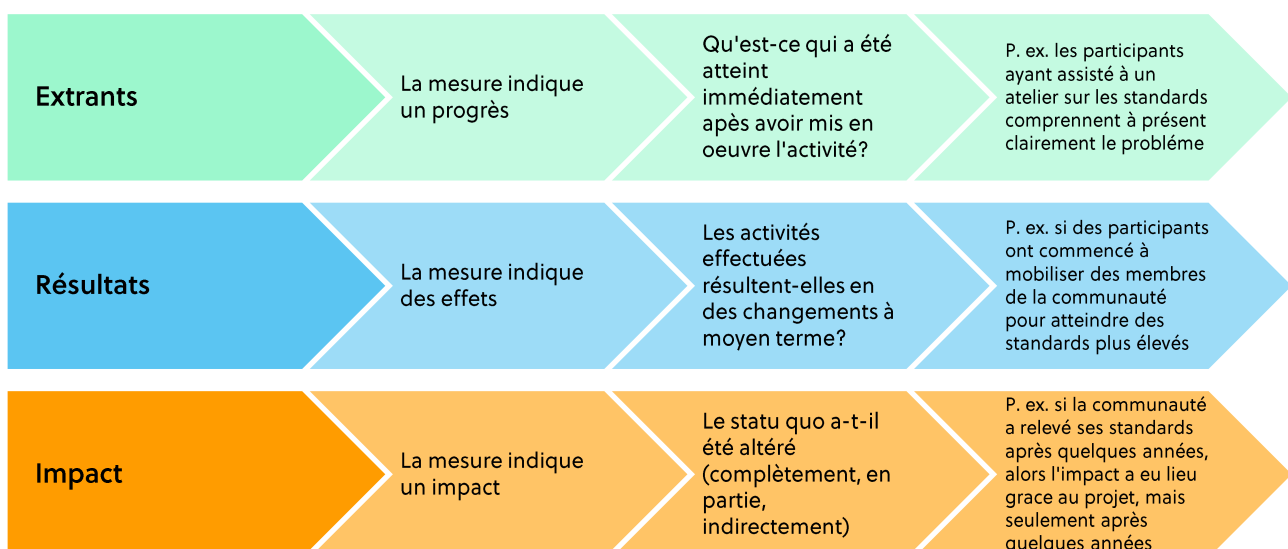 Extrants
La mesure indique
un progrès
Qu'est-ce qui a été
atteint
immédiatement
apès avoir mis en
oeuvre l'activité?
P. ex. les participants
ayant assisté à un
atelier sur les standards
comprennent à présent
clairement le probléme
Résultats
La mesure indique
des effets
Les activités
effectuées
résultent-elles en
des changements à
moyen terme?
P. ex. si des participants
ont commencé à
mobiliser des membres
de la communauté
pour atteindre des
standards plus élevés
Impact
La mesure indique
un impact
Le statu quo a-t-il
été altéré
(complètement, en
partie,
indirectement)
P. ex. si la communauté
a relevé ses standards
après quelques années,
alors l'impact a eu lieu
grace au projet, mais
seulement après
quelques années